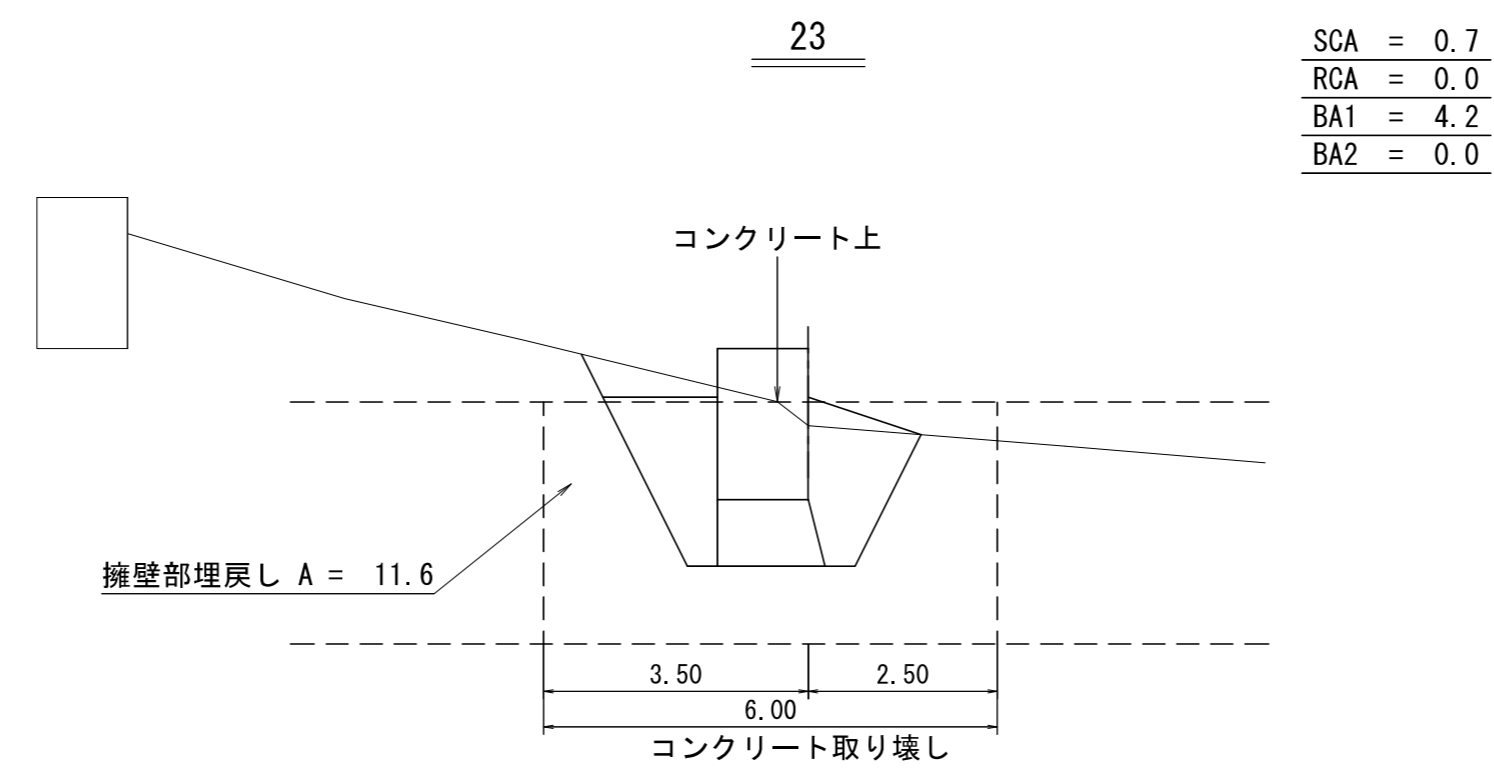 23
SCA = 0.7
RCA = 0.0
BA1 = 4.2
BA2 = 0.0
コンクリート上
擁壁部埋戻し A = 11.6
3.50
2.50
6.00
コンクリート取り壊し